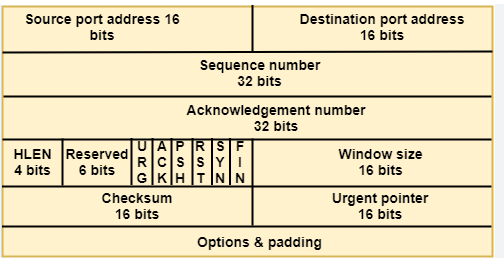 Source port address 16
bits
Destination port address
16 bits
Sequence number
32 bits
Acknowledgement number
32 bits
HLEN
4 bits
Reserved
6 bits
URG
ACK
PSH
RST
SYN
FIN
Window size
16 bits
Checksum
16 bits
Urgent pointer
16 bits
Options & padding